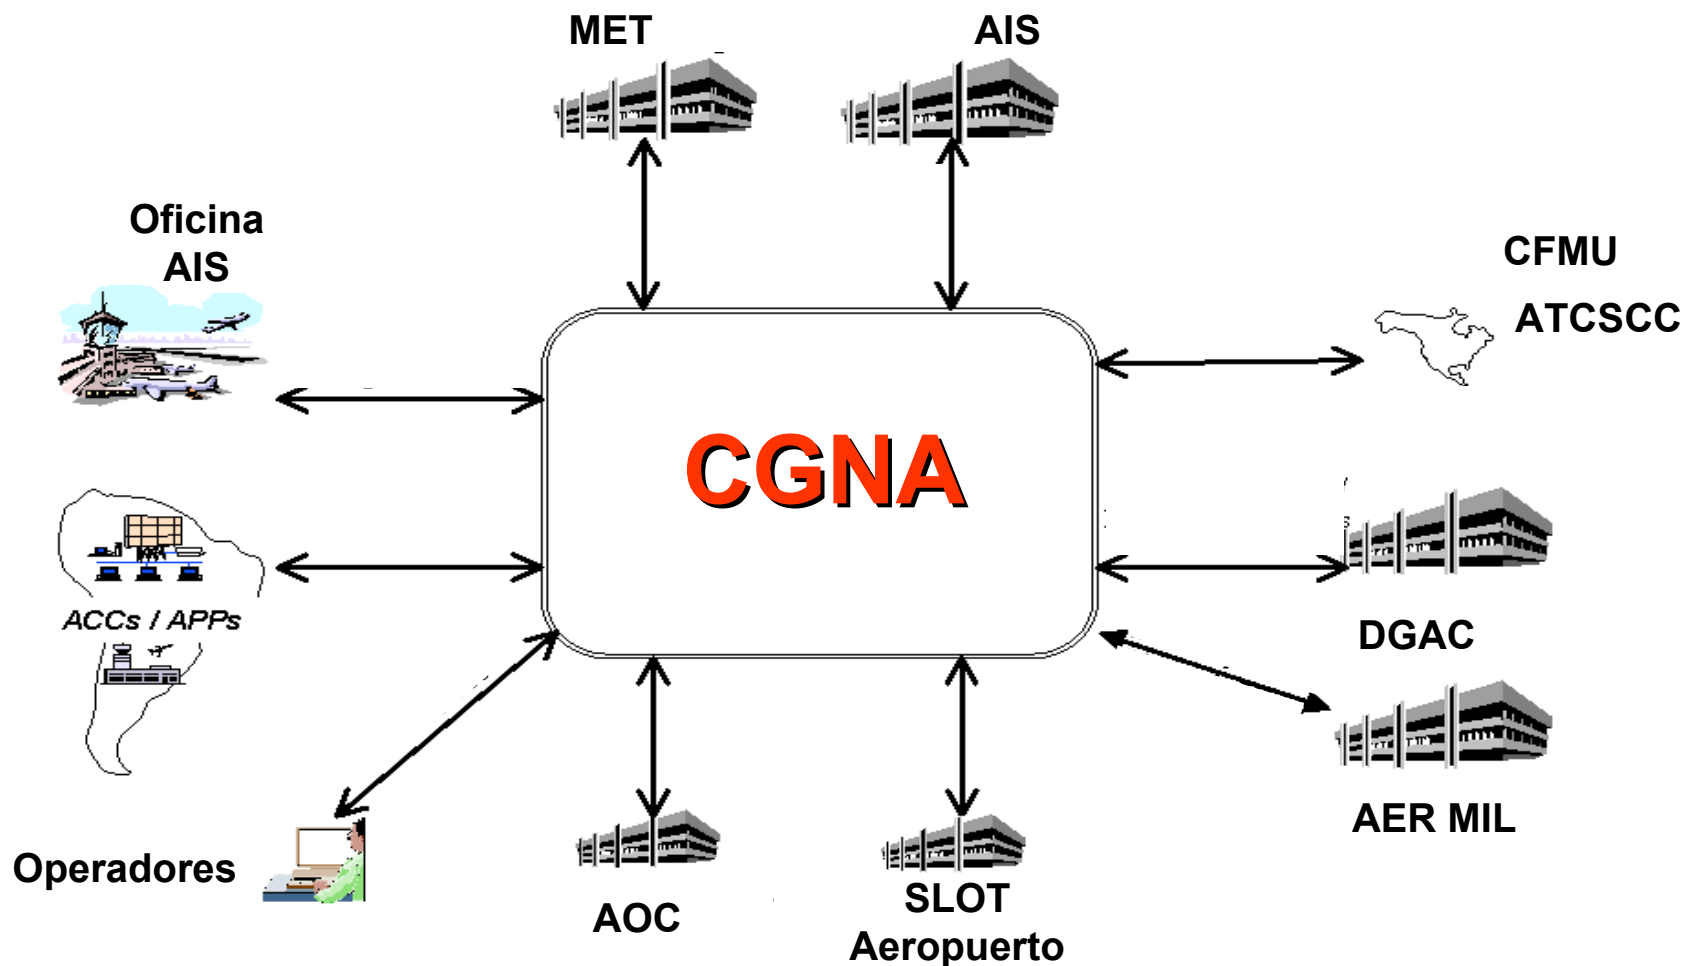 MET
AIS
Oficina
AIS
CFMU
ATCSCC
CGNA
ACCs / APPs
DGAC
AER MIL
Operadores
AOC
SLOT
Aeropuerto